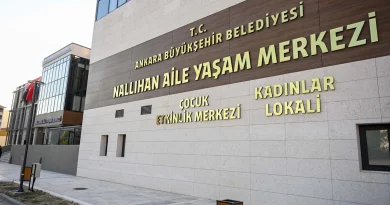 T.C.
ANKARA BÜYÜKŞEHİR BELEDİYESİ
NALLIHAN AİLE YAŞAM MERKEZİ
ÇOCUK
ETKİNLİK MERKEZİ
KADINLAR
LOKALİ